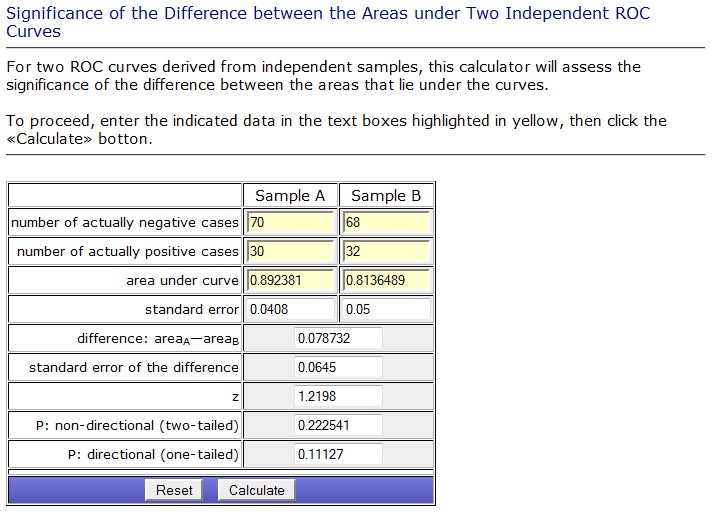 Significance of the Difference between the Areas under Two Independent ROC
Curves
For two ROC curves derived from independent samples, this calculator will assess the
significance of the difference between the areas that lie under the curves.
To proceed, enter the indicated data in the text boxes highlighted in yellow, then click the
«Calculate» botton.
Sample A Sample B
number of actually negative cases 70 68
number of actually positive cases 30 32
area under curve 0.892381 0.8136489
standard error 0.0408 0.05
difference: areaA—areaB 0.078732
standard error of the difference 0.0645
z 1.2198
P: non-directional (two-tailed) 0.222541
P: directional (one-tailed) 0.11127
Reset Calculate